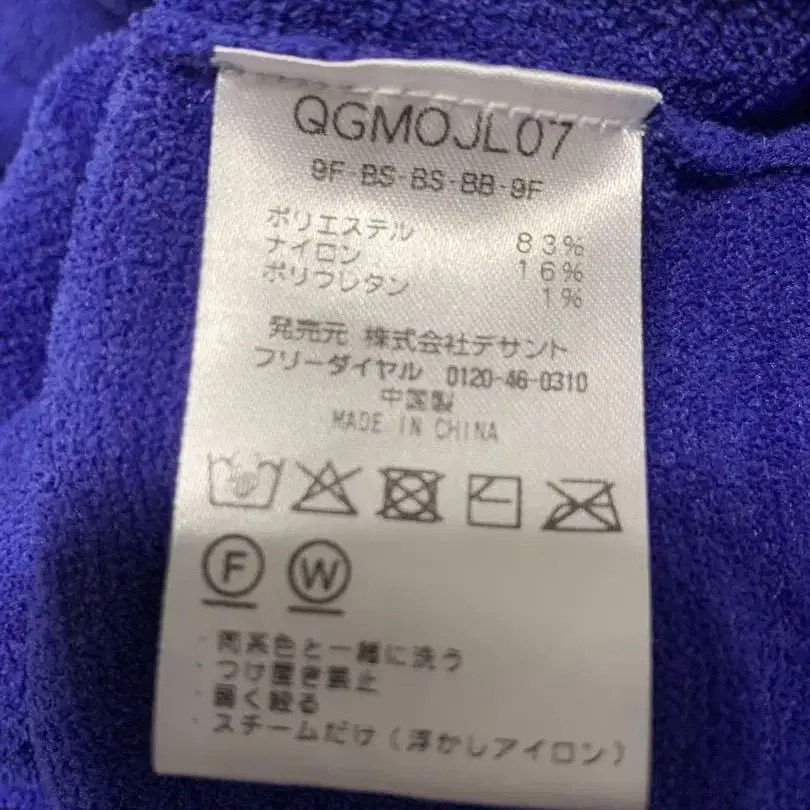 QGMOJL07
9F-BS-BS-BB-9F
ポリエステル 83%
ナイロン 16%
ポリウレタン 1%
発売元 株式会社デサント
フリーダイヤル 0120-46-0310
中国製
MADE IN CHINA
F W
・同系色と一緒に洗う
・つけ置き禁止
・弱く絞る
・スチームだけ(浮かしアイロン)